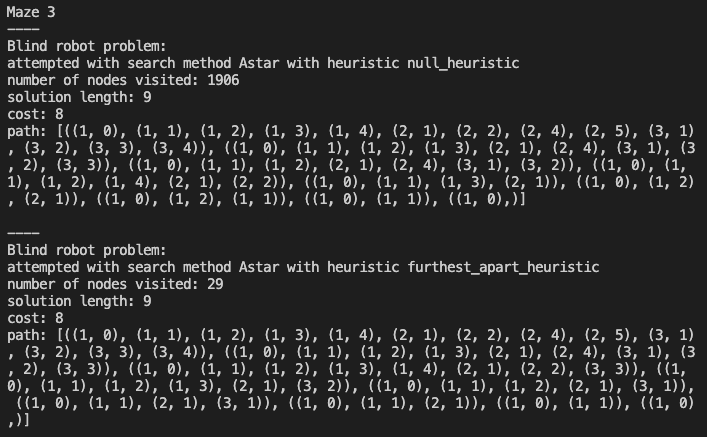 Maze 3
----
Blind robot problem:
attempted with search method Astar with heuristic null_heuristic
number of nodes visited: 1906
solution length: 9
cost: 8
path: [((1, 0), (1, 1), (1, 2), (1, 3), (1, 4), (2, 1), (2, 2), (2, 4), (2, 5), (3, 1)
, (3, 2), (3, 3), (3, 4)), ((1, 0), (1, 1), (1, 2), (1, 3), (2, 1), (2, 4), (3, 1), (3
, 2), (3, 3)), ((1, 0), (1, 1), (1, 2), (2, 1), (2, 4), (3, 1), (3, 2)), ((1, 0), (1,
1), (1, 2), (1, 4), (2, 1), (2, 2)), ((1, 0), (1, 1), (1, 3), (2, 1)), ((1, 0), (1, 2)
, (2, 1)), ((1, 0), (1, 2), (1, 1)), ((1, 0), (1, 1)), ((1, 0),)]
----
Blind robot problem:
attempted with search method Astar with heuristic furthest_apart_heuristic
number of nodes visited: 29
solution length: 9
cost: 8
path: [((1, 0), (1, 1), (1, 2), (1, 3), (1, 4), (2, 1), (2, 2), (2, 4), (2, 5), (3, 1)
, (3, 2), (3, 3), (3, 4)), ((1, 0), (1, 1), (1, 2), (1, 3), (2, 1), (2, 4), (3, 1), (3
, 2), (3, 3)), ((1, 0), (1, 1), (1, 2), (1, 3), (1, 4), (2, 1), (2, 2), (3, 3)), ((1,
0), (1, 1), (1, 2), (1, 3), (2, 1), (3, 2)), ((1, 0), (1, 1), (1, 2), (2, 1), (3, 1)),
((1, 0), (1, 1), (2, 1), (3, 1)), ((1, 0), (1, 1), (2, 1)), ((1, 0), (1, 1)), ((1, 0)
,)]